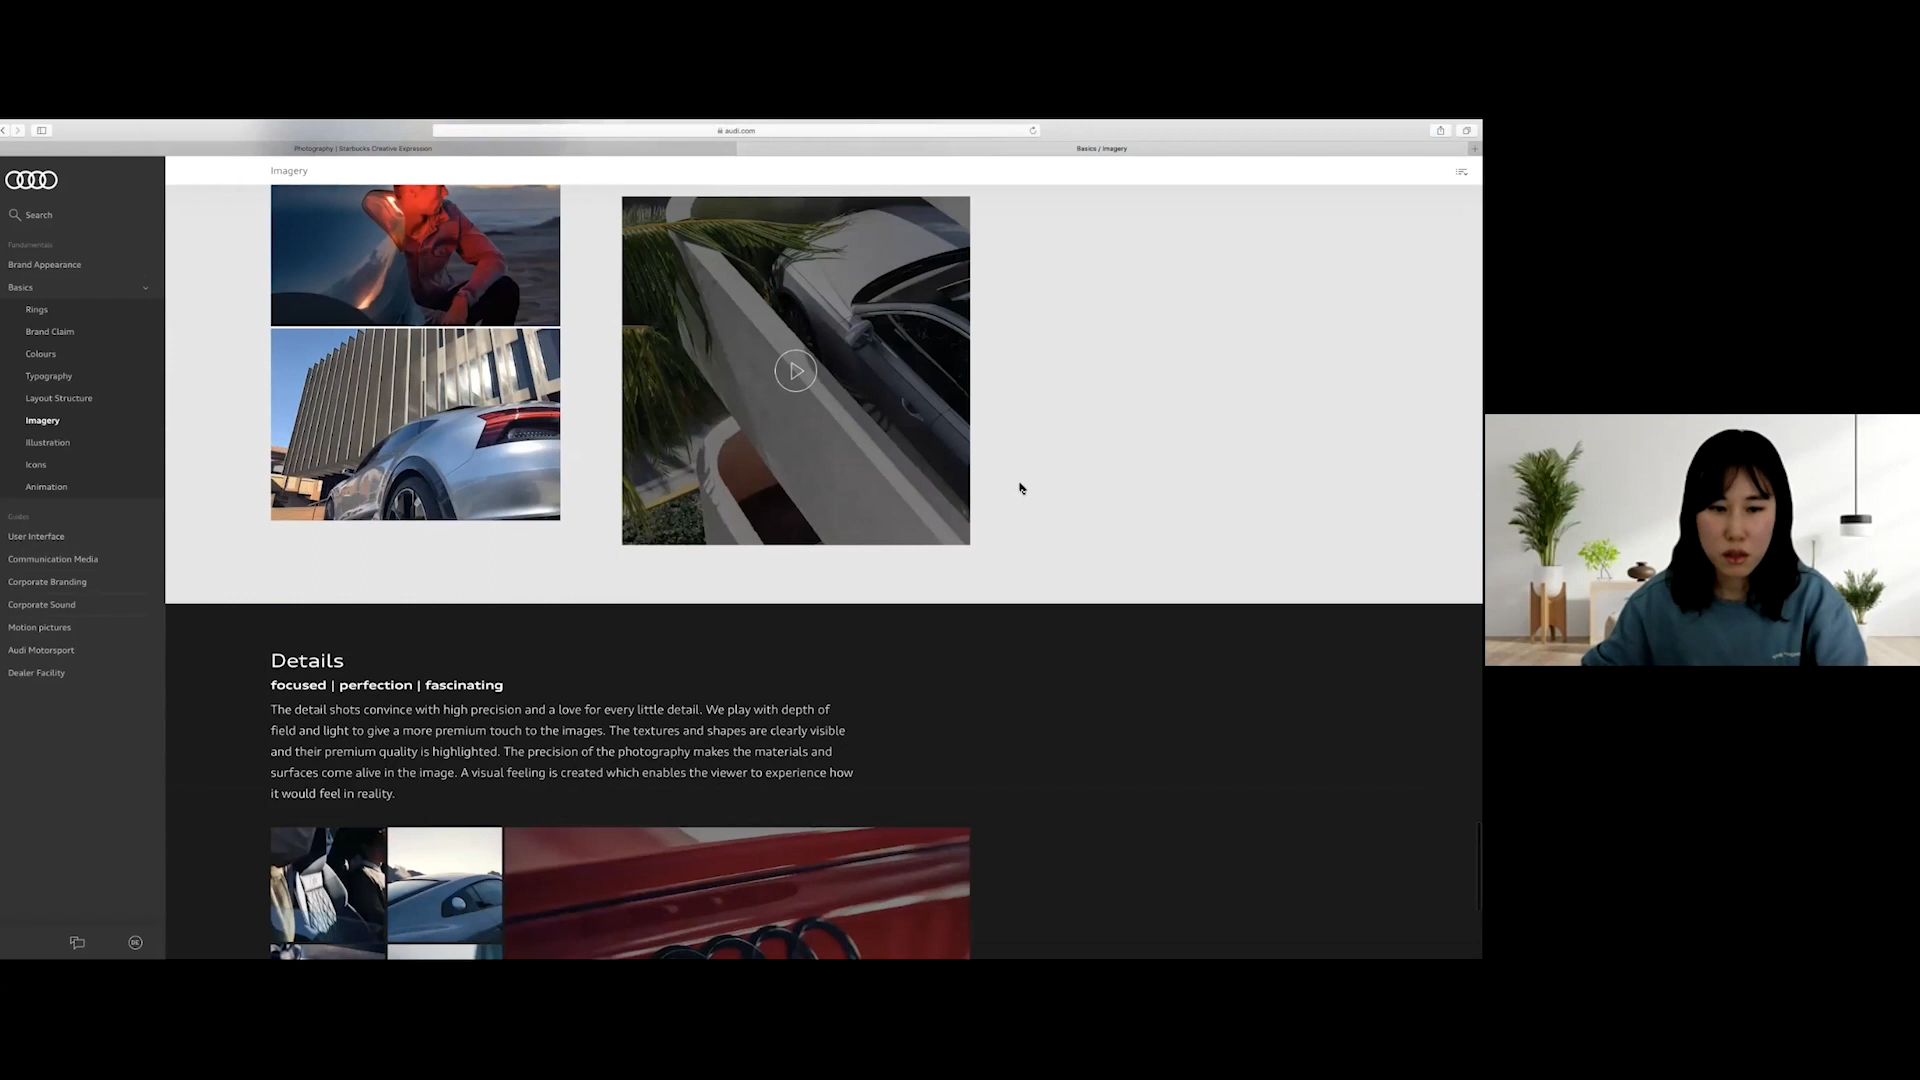 audi.com
Photography | Starbucks Creative Expression
Basics / Imagery
Imagery
Search
Fundamentals
Brand Appearance
Basics
Rings
Brand Claim
Colours
Typography
Layout Structure
Imagery
Illustration
Icons
Animation
Guides
User Interface
Communication Media
Corporate Branding
Corporate Sound
Motion pictures
Audi Motorsport
Dealer Facility
DE
Details
focused | perfection | fascinating
The detail shots convince with high precision and a love for every little detail. We play with depth of
field and light to give a more premium touch to the images. The textures and shapes are clearly visible
and their premium quality is highlighted. The precision of the photography makes the materials and
surfaces come alive in the image. A visual feeling is created which enables the viewer to experience how
it would feel in reality.